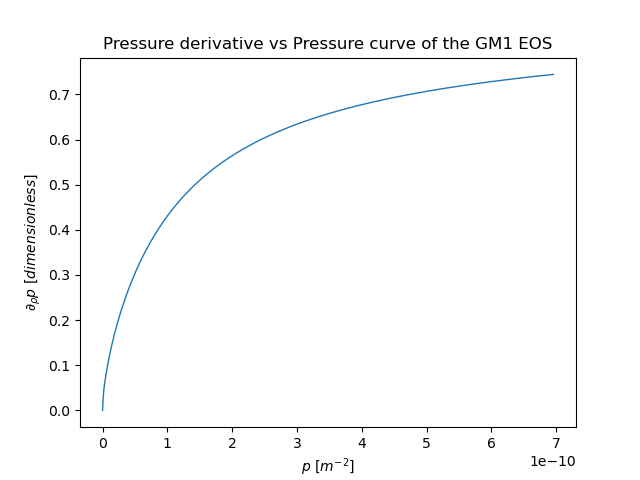 Pressure derivative vs Pressure curve of the GM1 EOS
0.7
0.6
0.5
0.4
0.3
0.2
0.1
0.0
∂ρp [dimensionless]
0 1 2 3 4 5 6 7
1e−10
p [m⁻²]